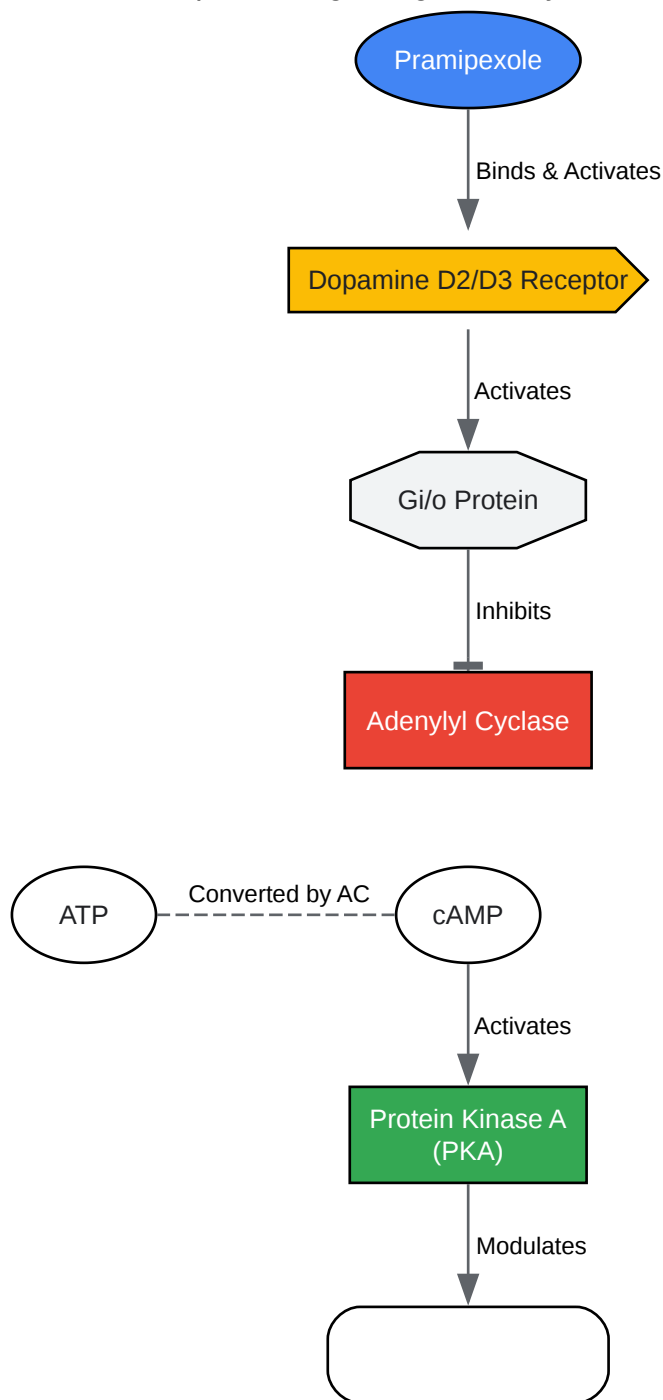 Pramipexole
Binds & Activates
Dopamine D2/D3 Receptor
Activates
Gi/o Protein
Inhibits
Adenylyl Cyclase
ATP
Converted by AC
cAMP
Activates
Protein Kinase A
(PKA)
Modulates